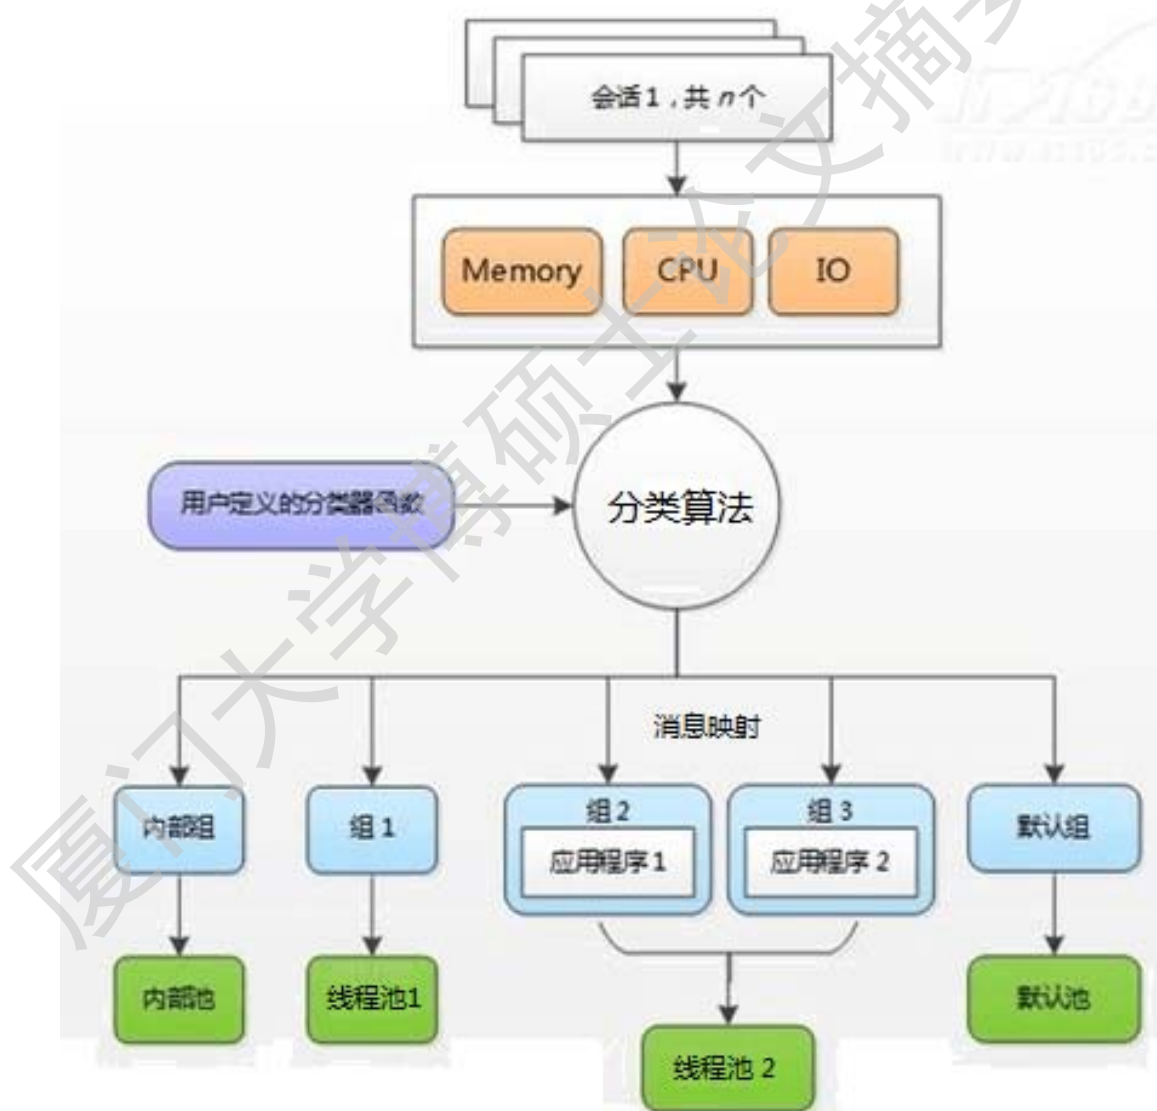 会话1，共 n 个
Memory
CPU
IO
用户定义的分类器函数
分类算法
消息映射
内部组
组 1
组 2
应用程序 1
组 3
应用程序 2
默认组
内部池
线程池1
线程池 2
默认池
厦门大学博硕士论文摘